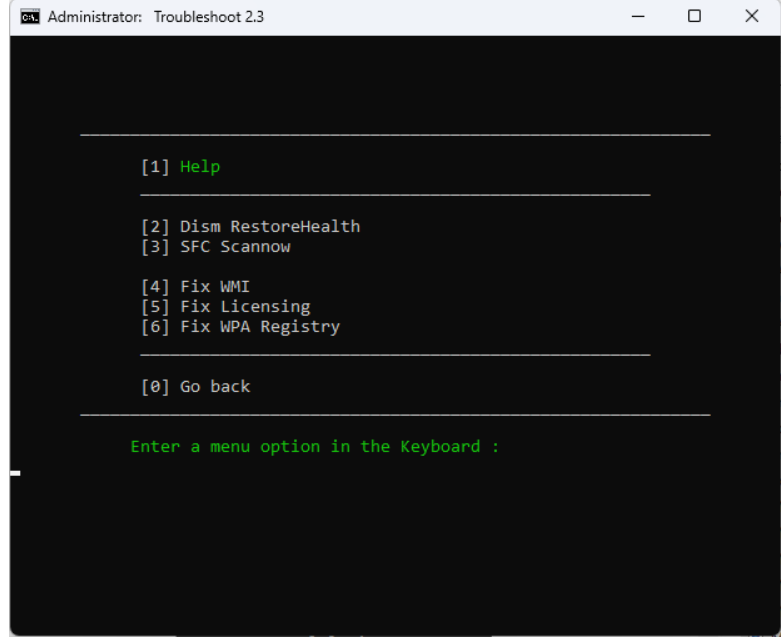 Administrator: Troubleshoot 2.3
[1] Help
[2] Dism RestoreHealth
[3] SFC Scannow
[4] Fix WMI
[5] Fix Licensing
[6] Fix WPA Registry
[0] Go back
Enter a menu option in the Keyboard :